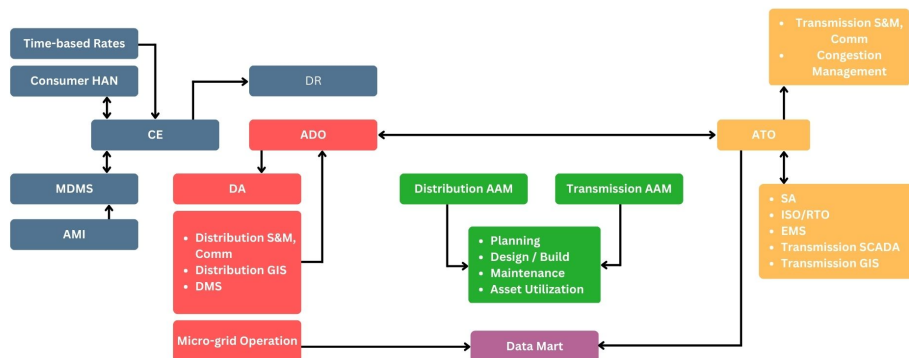 Time-based Rates
Consumer HAN
CE
MDMS
AMI
DR
ADO
DA
• Distribution S&M,
Comm
• Distribution GIS
• DMS
Micro-grid Operation
Distribution AAM
Transmission AAM
• Planning
• Design / Build
• Maintenance
• Asset Utilization
Data Mart
• Transmission S&M,
Comm
• Congestion
Management
ATO
• SA
• ISO/RTO
• EMS
• Transmission SCADA
• Transmission GIS